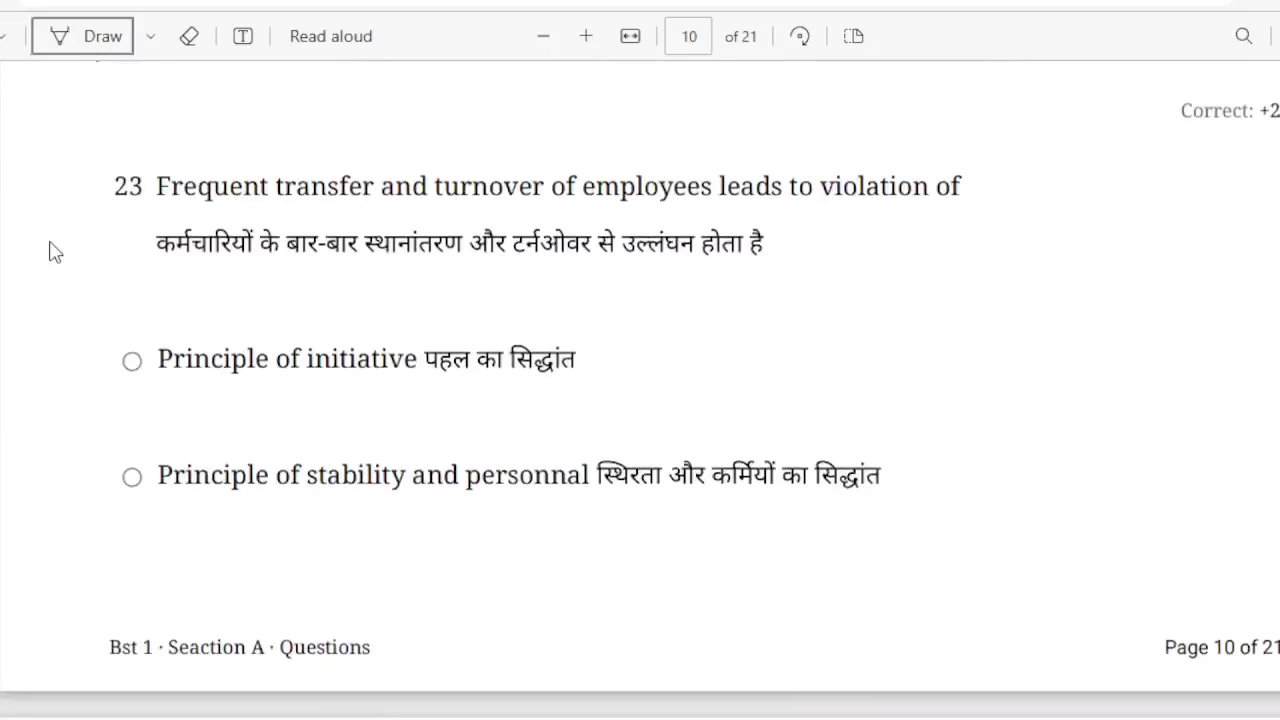 Draw
Read aloud
10 of 21
Correct: +2
23 Frequent transfer and turnover of employees leads to violation of
कर्मचारियों के बार-बार स्थानांतरण और टर्नओवर से उल्लंघन होता है
Principle of initiative पहल का सिद्धांत
Principle of stability and personnal स्थिरता और कर्मियों का सिद्धांत
Bst 1 · Seaction A · Questions
Page 10 of 21